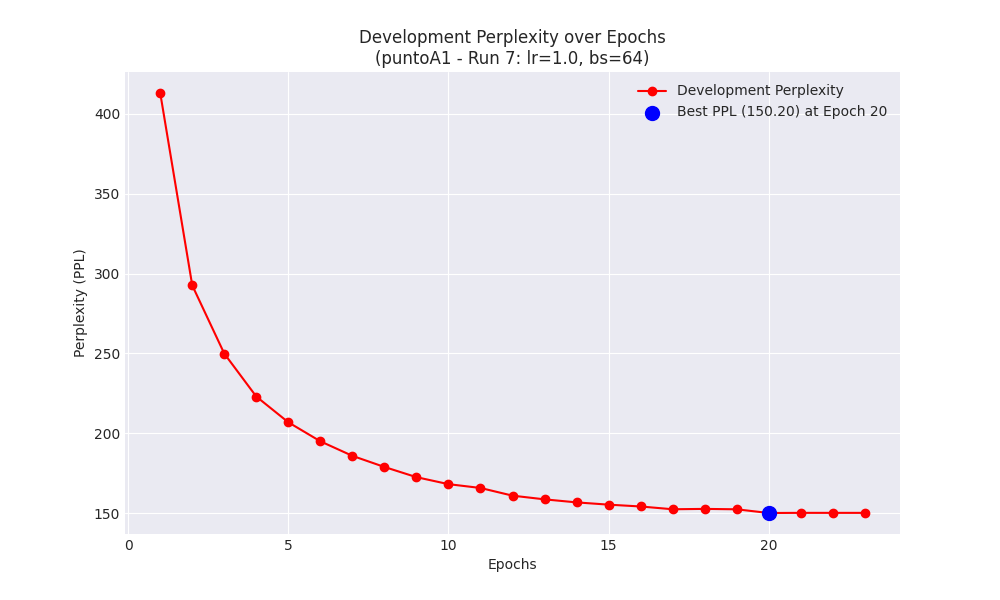 Development Perplexity over Epochs
(puntoA1 - Run 7: lr=1.0, bs=64)
Development Perplexity
Best PPL (150.20) at Epoch 20
Perplexity (PPL)
400
350
300
250
200
150
0 5 10 15 20
Epochs